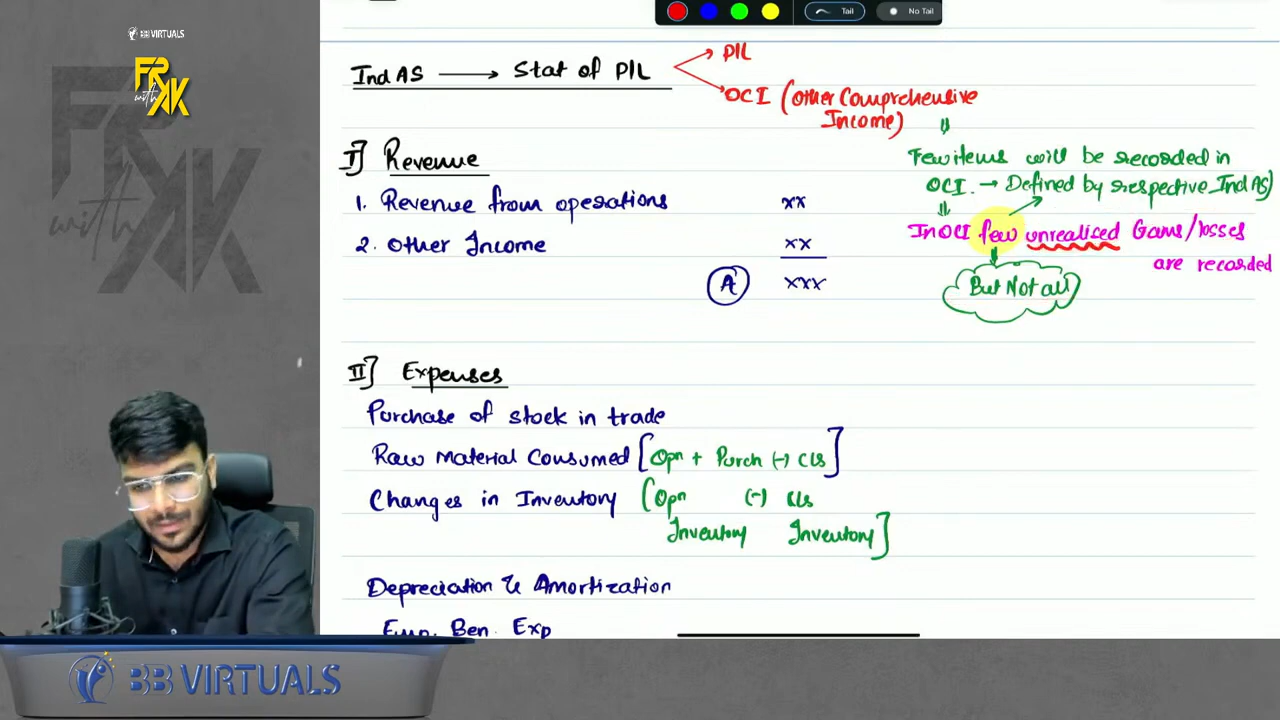 BB VIRTUALS
FR
with AK
FR
with AK
Tail
No Tail
Ind AS → Stat of P/L
P/L
OCI (Other Comprehensive
Income)
⇓
Few items will be recorded in
OCI. → Defined by respective Ind AS)
⇓
In OCI few unrealised Gains/losses
are recorded
But Not all
I] Revenue
1. Revenue from operations xx
2. Other Income xx
A xxx
II] Expenses
Purchase of stock in trade
Raw Material Consumed [Opn + Purch (-) Cls]
Changes in Inventory (Opn (-) Cls
Inventory Inventory]
Depreciation & Amortization
Emp. Ben. Exp
BB VIRTUALS